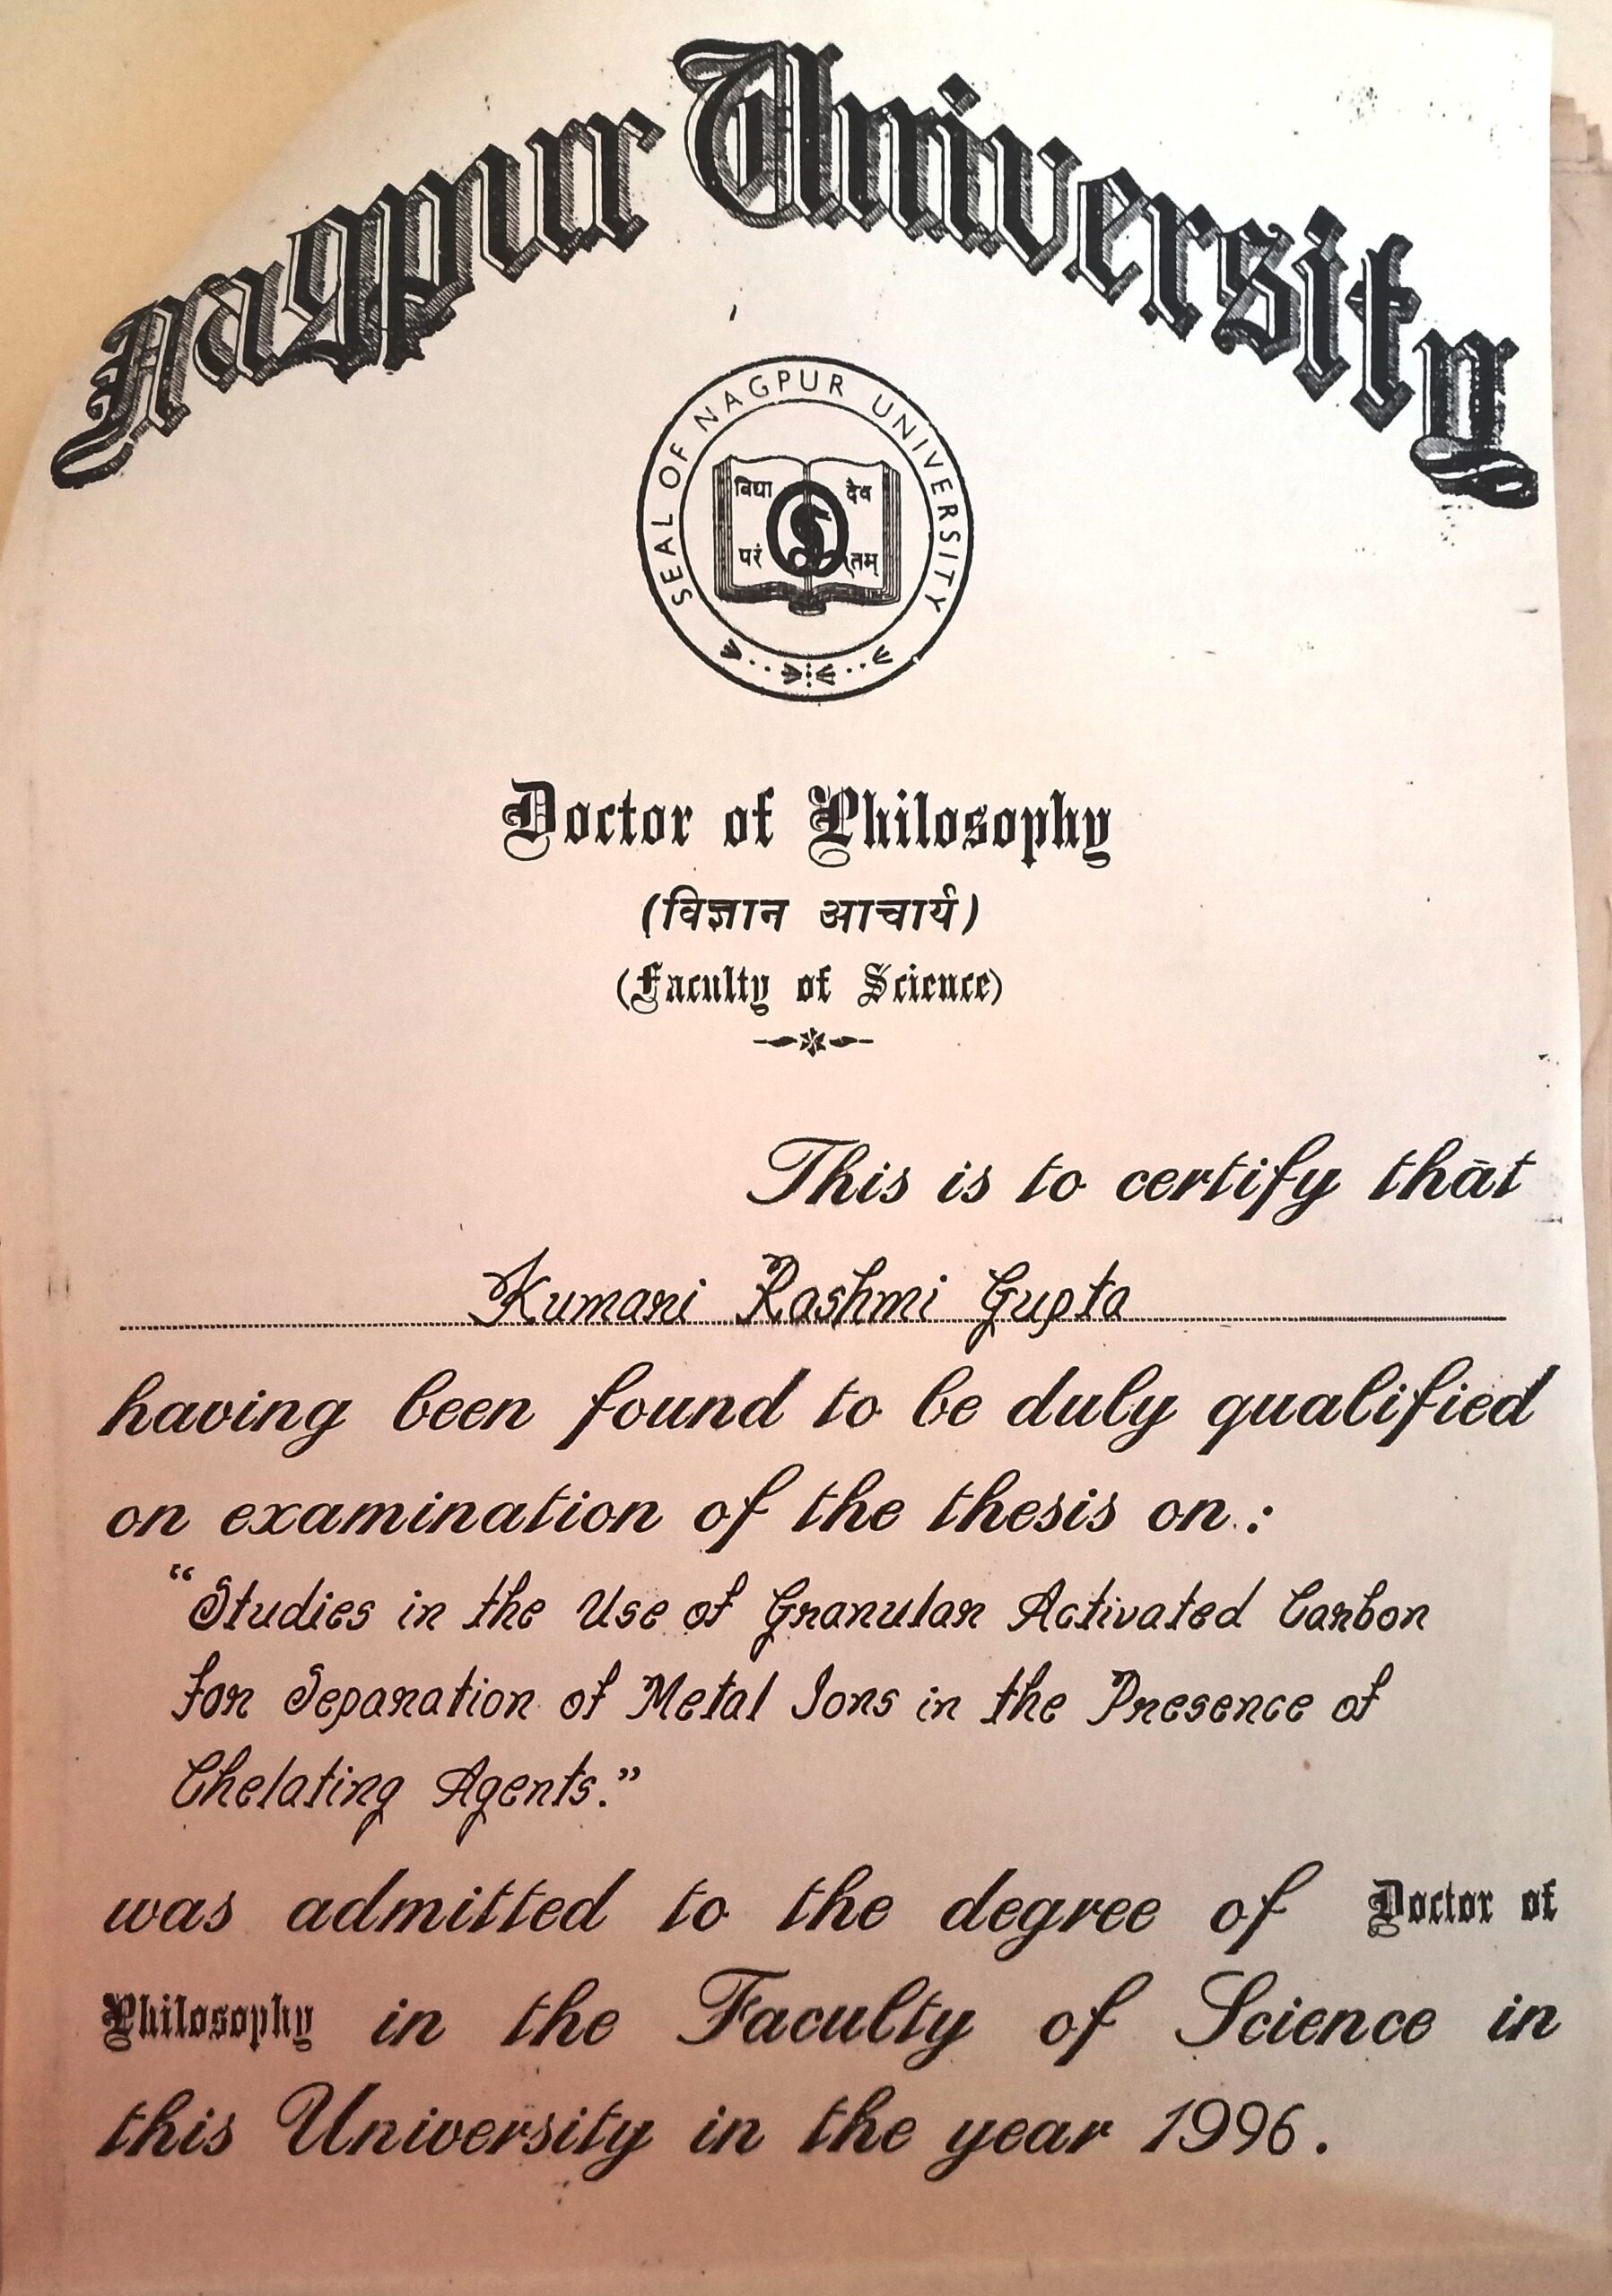 Nagpur University
SEAL OF NAGPUR UNIVERSITY
विद्या देव
परं
Doctor of Philosophy
(विज्ञान आचार्य)
(Faculty of Science)
This is to certify that
Kumari Rashmi Gupta
having been found to be duly qualified
on examination of the thesis on :
“Studies in the Use of Granular Activated Carbon
for Separation of Metal Ions in the Presence of
Chelating Agents.”
was admitted to the degree of Doctor of
Philosophy in the Faculty of Science in
this University in the year 1996.